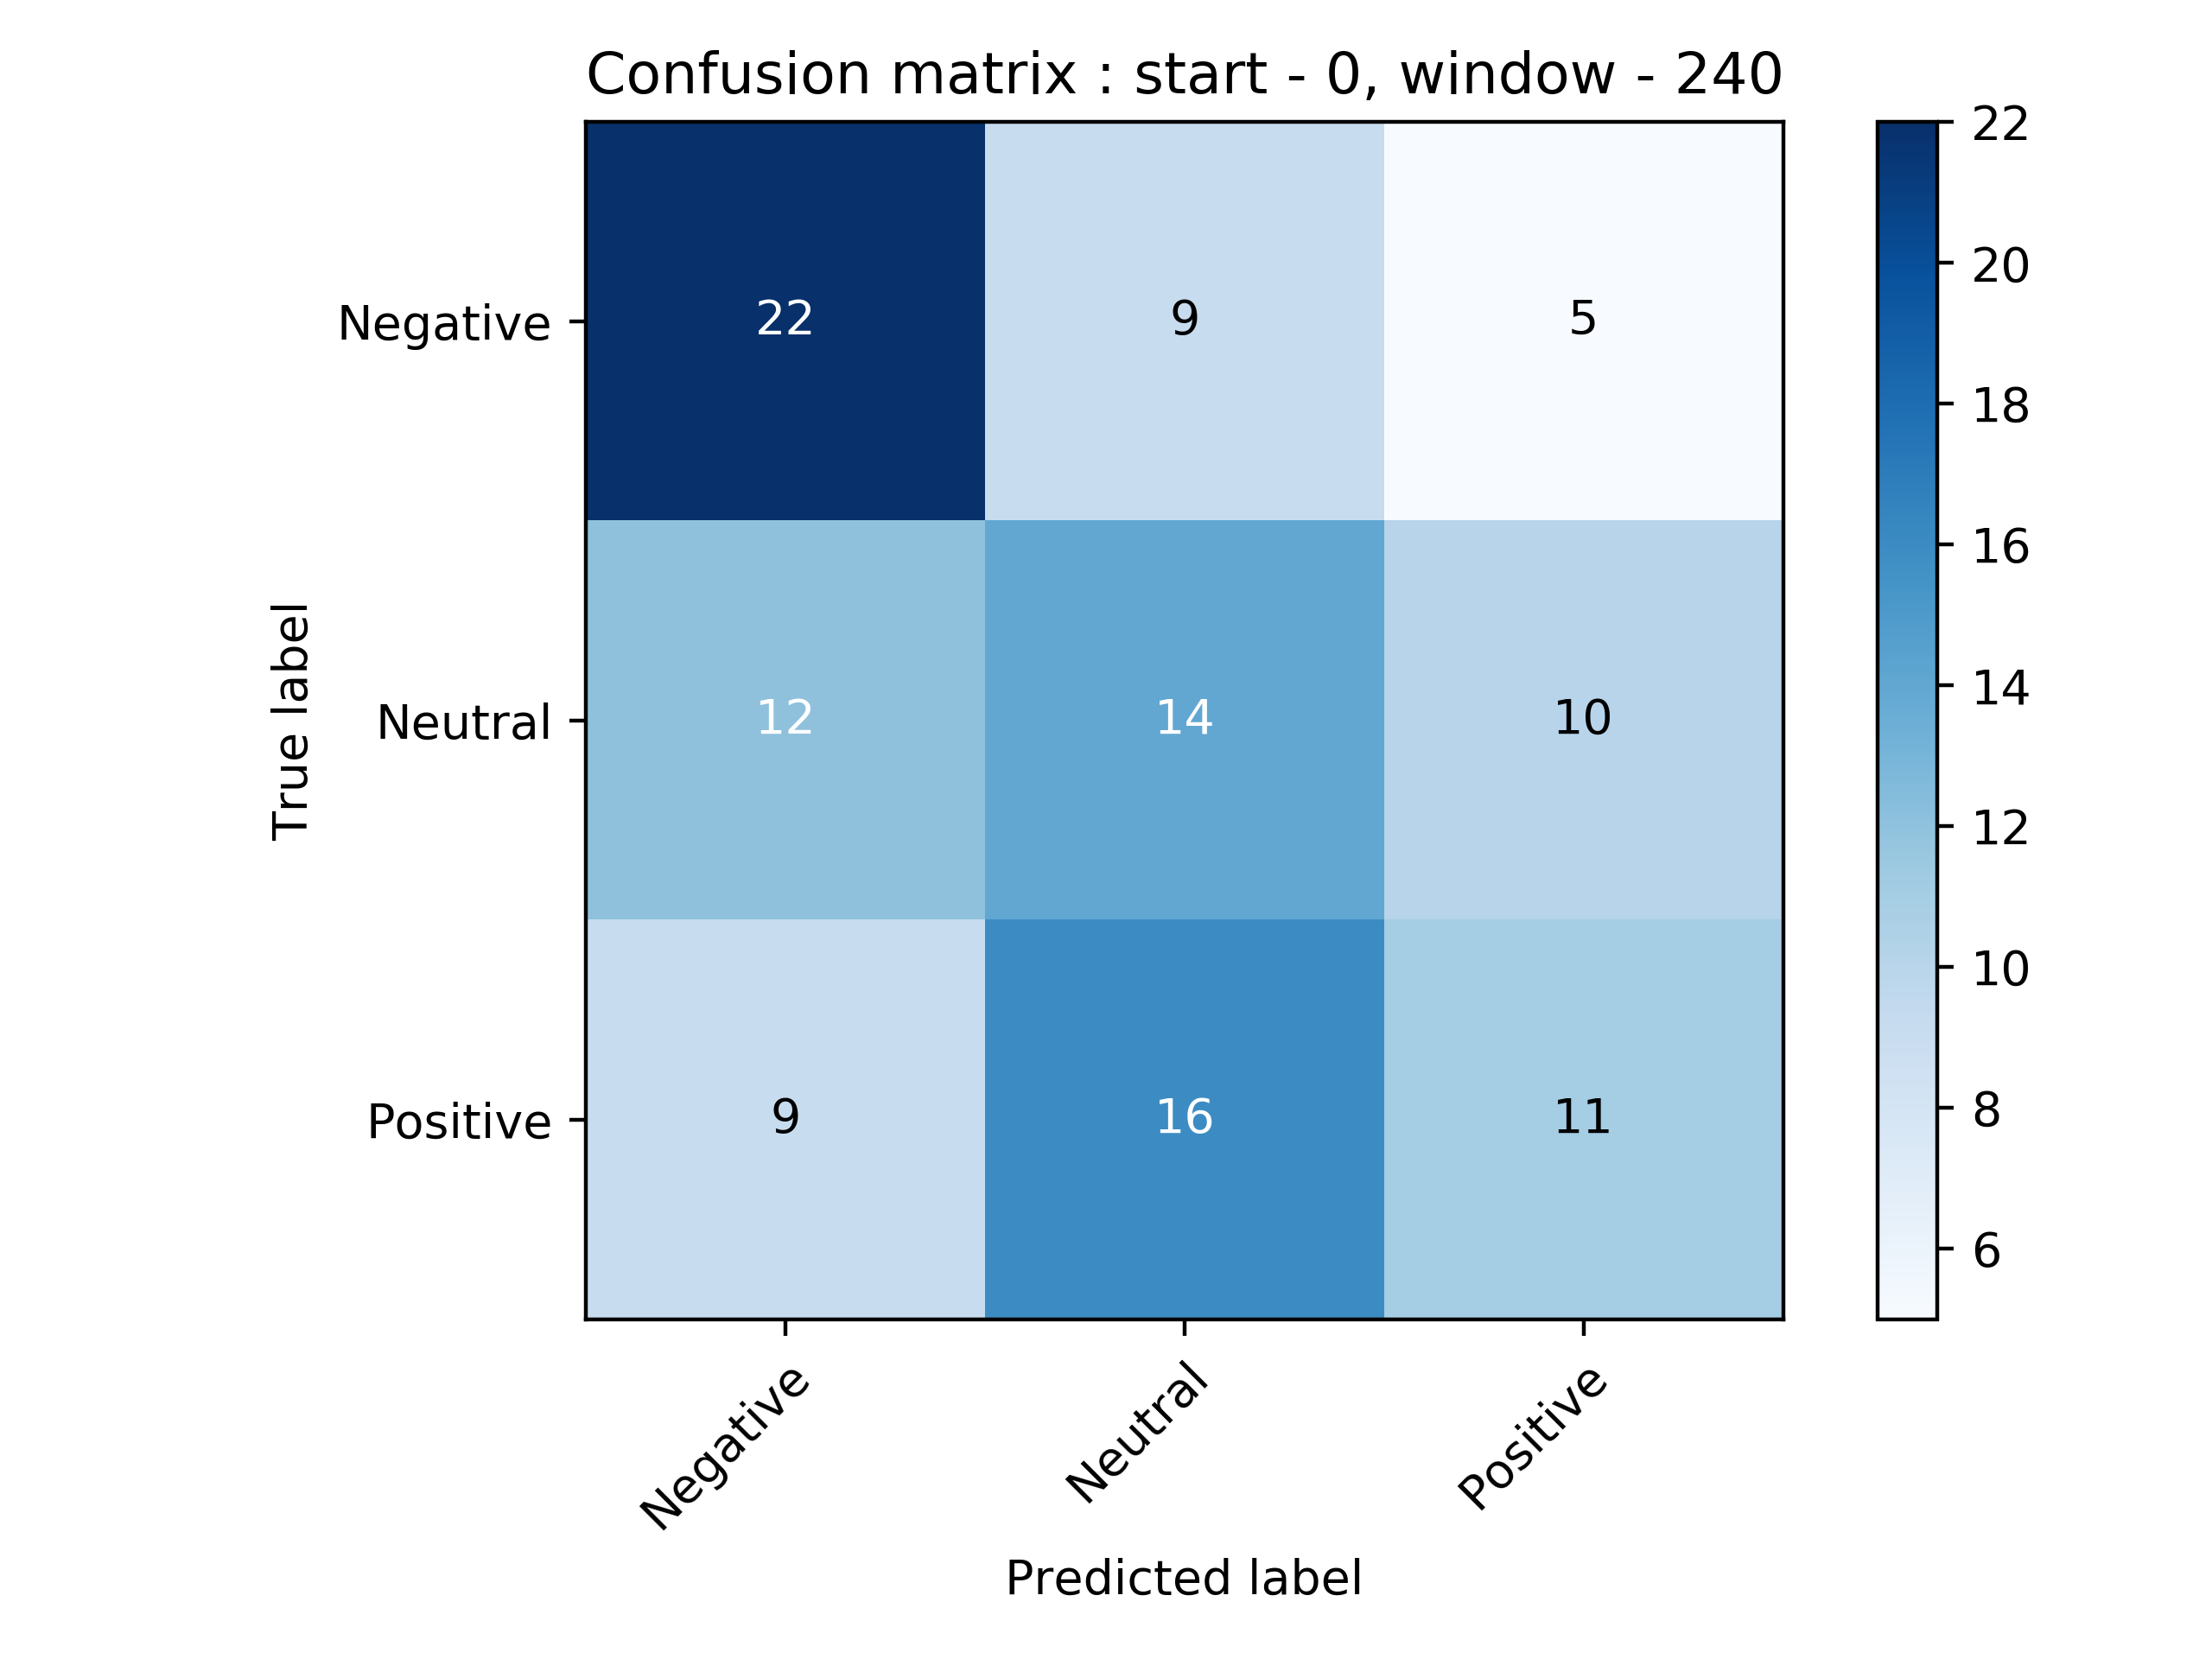 Confusion matrix : start - 0, window - 240
True label
Negative
22
9
5
Neutral
12
14
10
Positive
9
16
11
Negative
Neutral
Positive
Predicted label
22
20
18
16
14
12
10
8
6